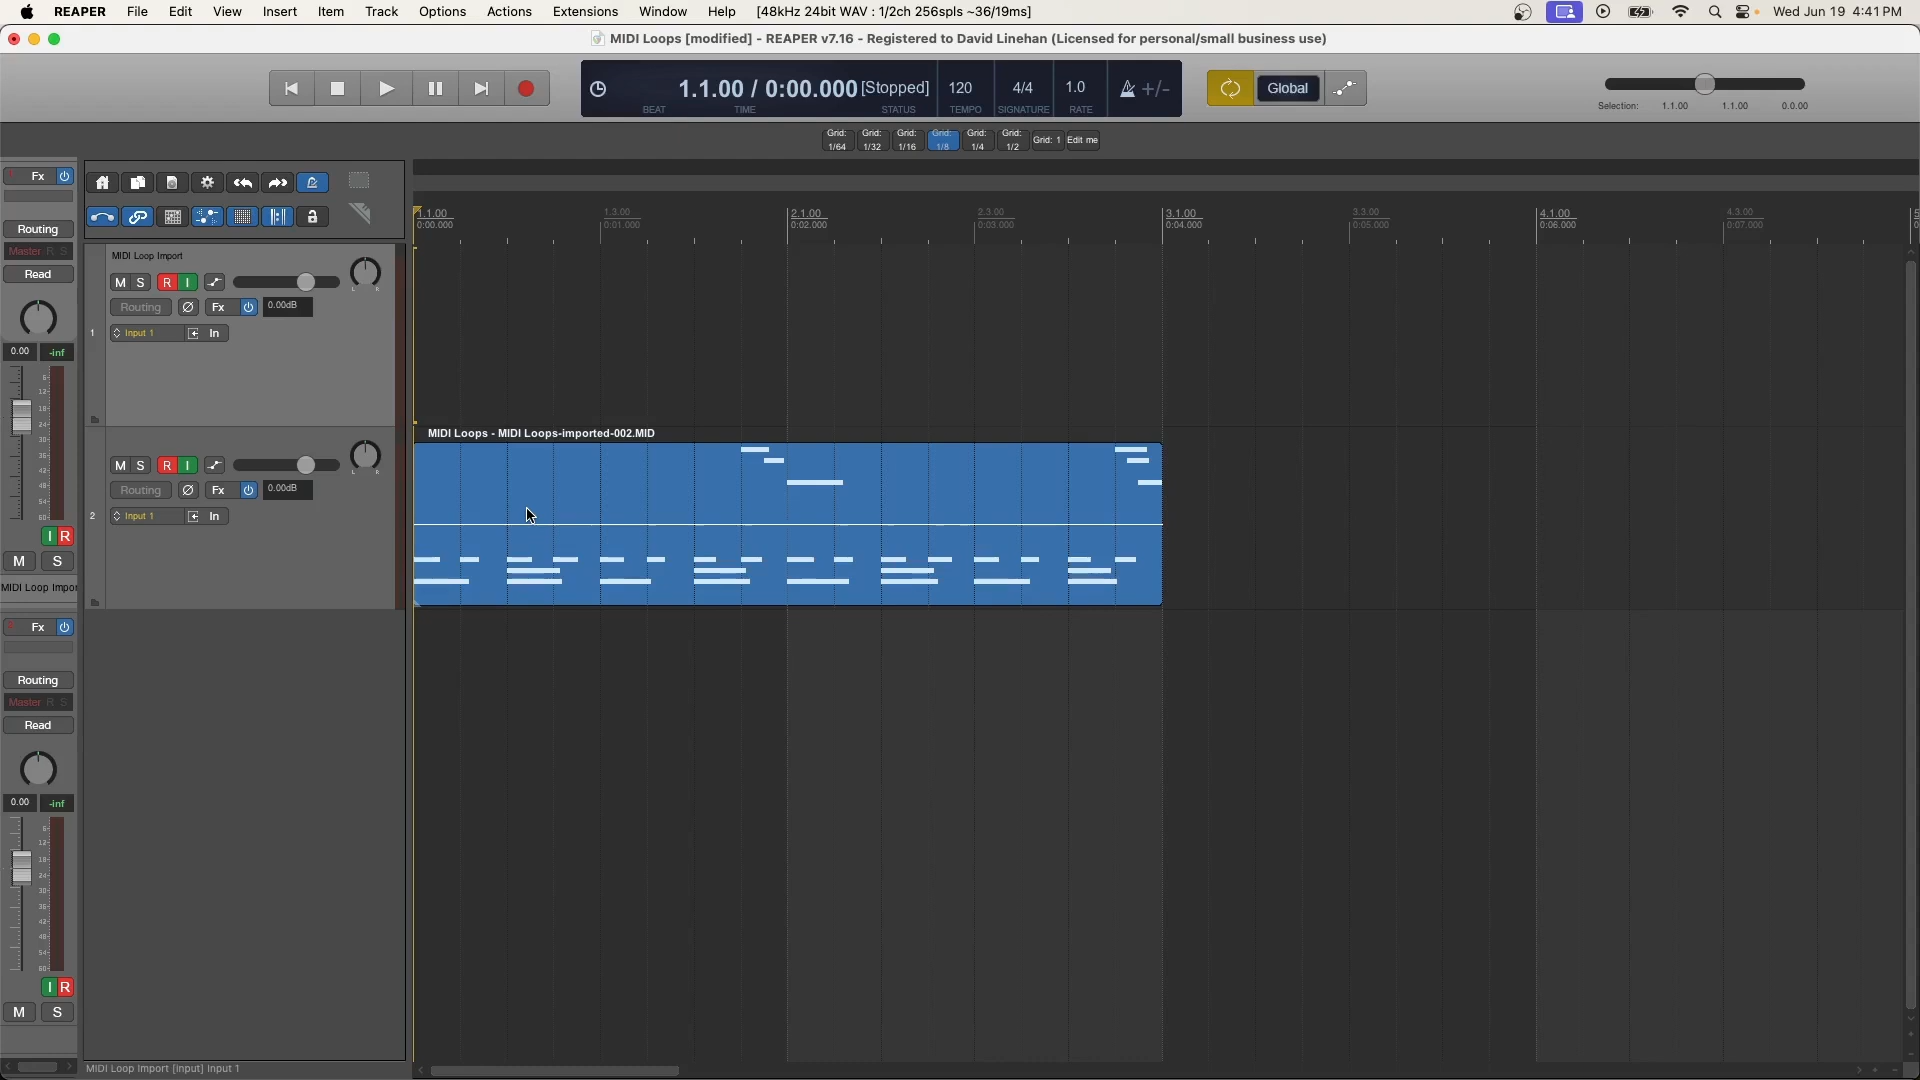 REAPER File Edit View Insert Item Track Options Actions Extensions Window Help [48kHz 24bit WAV : 1/2ch 256spls ~36/19ms] Wed Jun 19 4:41 PM
MIDI Loops [modified] - REAPER v7.16 - Registered to David Linehan (Licensed for personal/small business use)
1.1.00 / 0:00.000 [Stopped] 120 4/4 1.0 +/- Global
BEAT TIME STATUS TEMPO SIGNATURE RATE
Selection: 1.1.00 1.1.00 0.0.00
Grid: 1/64 Grid: 1/32 Grid: 1/16 Grid: 1/8 Grid: 1/4 Grid: 1/2 Grid: 1 Edit me
Fx
1.1.00 1.3.00 2.1.00 2.3.00 3.1.00 3.3.00 4.1.00 4.3.00 5
0:00.000 0:01.000 0:02.000 0:03.000 0:04.000 0:05.000 0:06.000 0:07.000 0
Routing
Master R S
Read
MIDI Loop Import
M S R I
L R
Routing Ø Fx 0.00dB
1 Input 1 In
0.00 -inf
MIDI Loops - MIDI Loops-imported-002.MID
M S R I
L R
Routing Ø Fx 0.00dB
2 Input 1 In
I R
M S
MIDI Loop Impor
Fx
Routing
Master R S
Read
0.00 -inf
I R
M S
MIDI Loop Import [input] Input 1